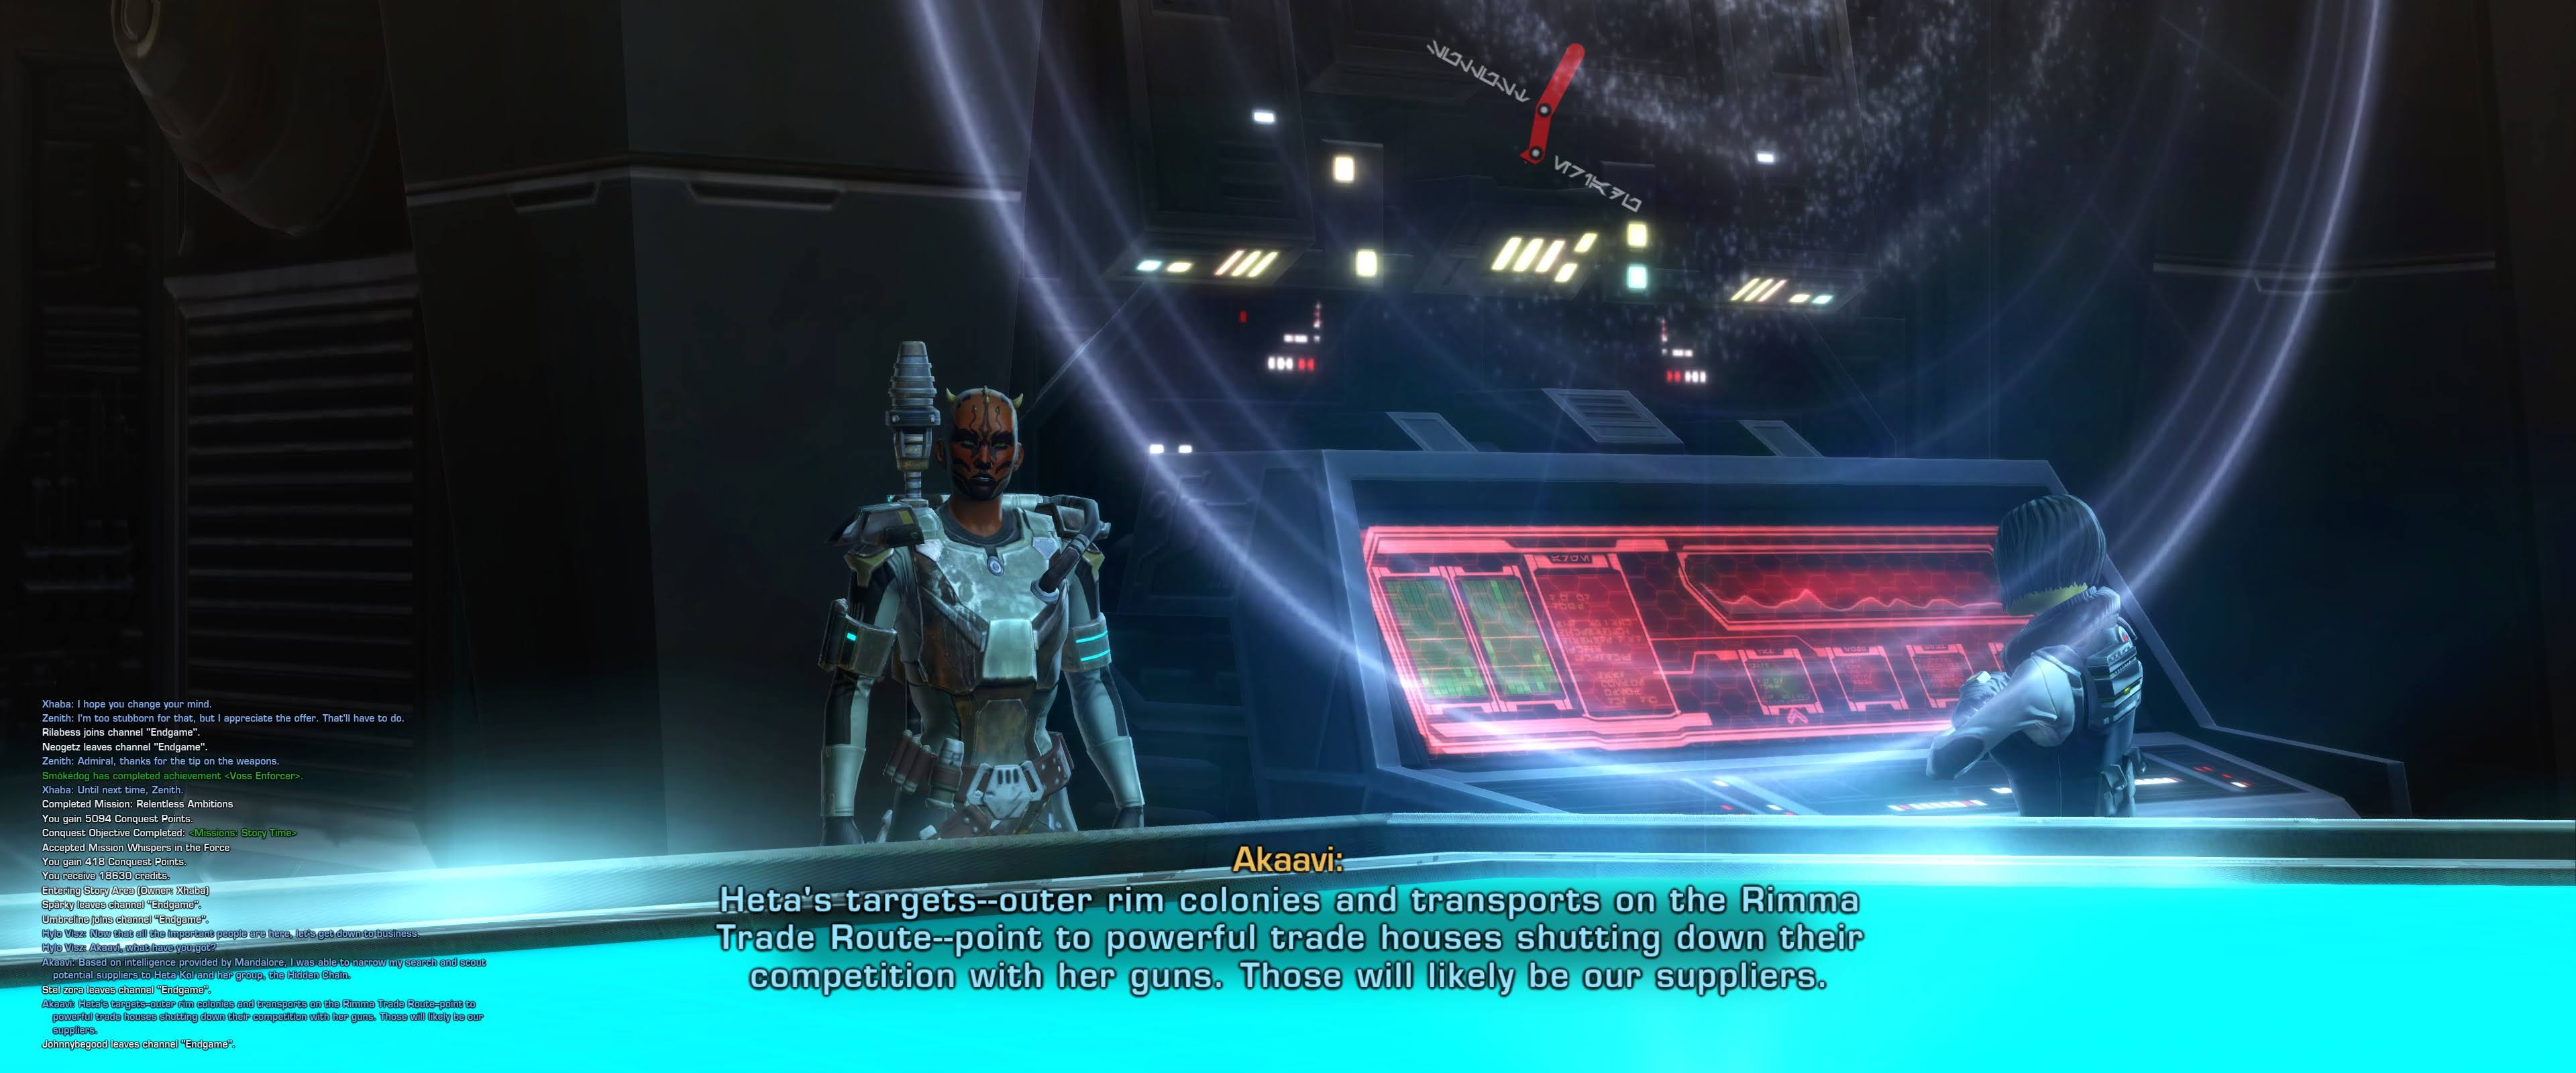 Xhaba: I hope you change your mind.
Zenith: I'm too stubborn for that, but I appreciate the offer. That'll have to do.
Rilabess joins channel "Endgame".
Neogetz leaves channel "Endgame".
Zenith: Admiral, thanks for the tip on the weapons.
Smókédog has completed achievement <Voss Enforcer>.
Xhaba: Until next time, Zenith.
Completed Mission: Relentless Ambitions
You gain 5094 Conquest Points.
Conquest Objective Completed: <Missions: Story Time>
Accepted Mission Whispers in the Force
You gain 418 Conquest Points.
You receive 18630 credits.
Entering Story Area (Owner: Xhaba)
Spärky leaves channel "Endgame".
Umbreline joins channel "Endgame".
Hylo Visz: Now that all the important people are here, let's get down to business.
Hylo Visz: Akaavi, what have you got?
Akaavi: Based on intelligence provided by Mandalore, I was able to narrow my search and scout
potential suppliers to Heta Kol and her group, the Hidden Chain.
Stel zora leaves channel "Endgame".
Akaavi: Heta's targets--outer rim colonies and transports on the Rimma Trade Route--point to
powerful trade houses shutting down their competition with her guns. Those will likely be our
suppliers.
Johnnybegood leaves channel "Endgame".
Akaavi:
Heta's targets--outer rim colonies and transports on the Rimma
Trade Route--point to powerful trade houses shutting down their
competition with her guns. Those will likely be our suppliers.